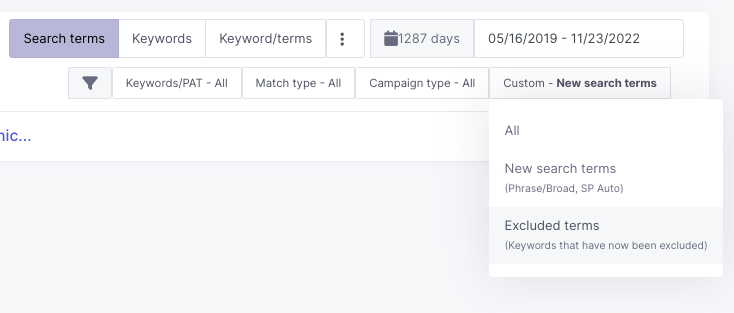 Search terms
Keywords
Keyword/terms
1287 days
05/16/2019 - 11/23/2022
Keywords/PAT - All
Match type - All
Campaign type - All
Custom - New search terms
nic...
All
New search terms
(Phrase/Broad, SP Auto)
Excluded terms
(Keywords that have now been excluded)